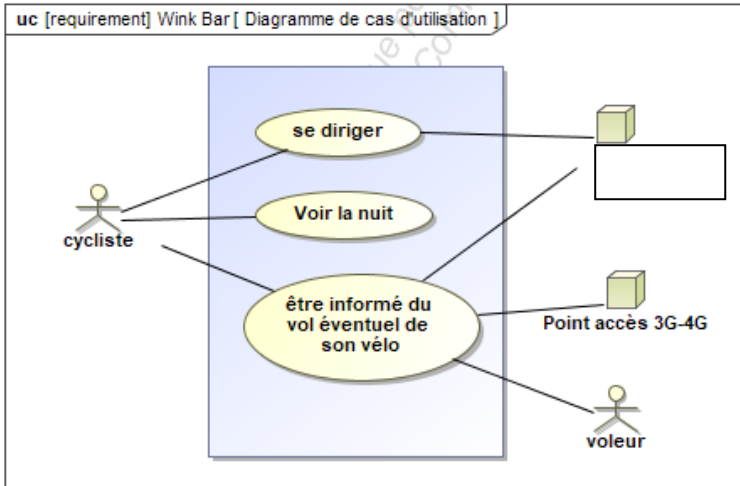 uc [requirement] Wink Bar [ Diagramme de cas d'utilisation ]
se diriger
Voir la nuit
cycliste
être informé du
vol éventuel de
son vélo
Point accès 3G-4G
voleur